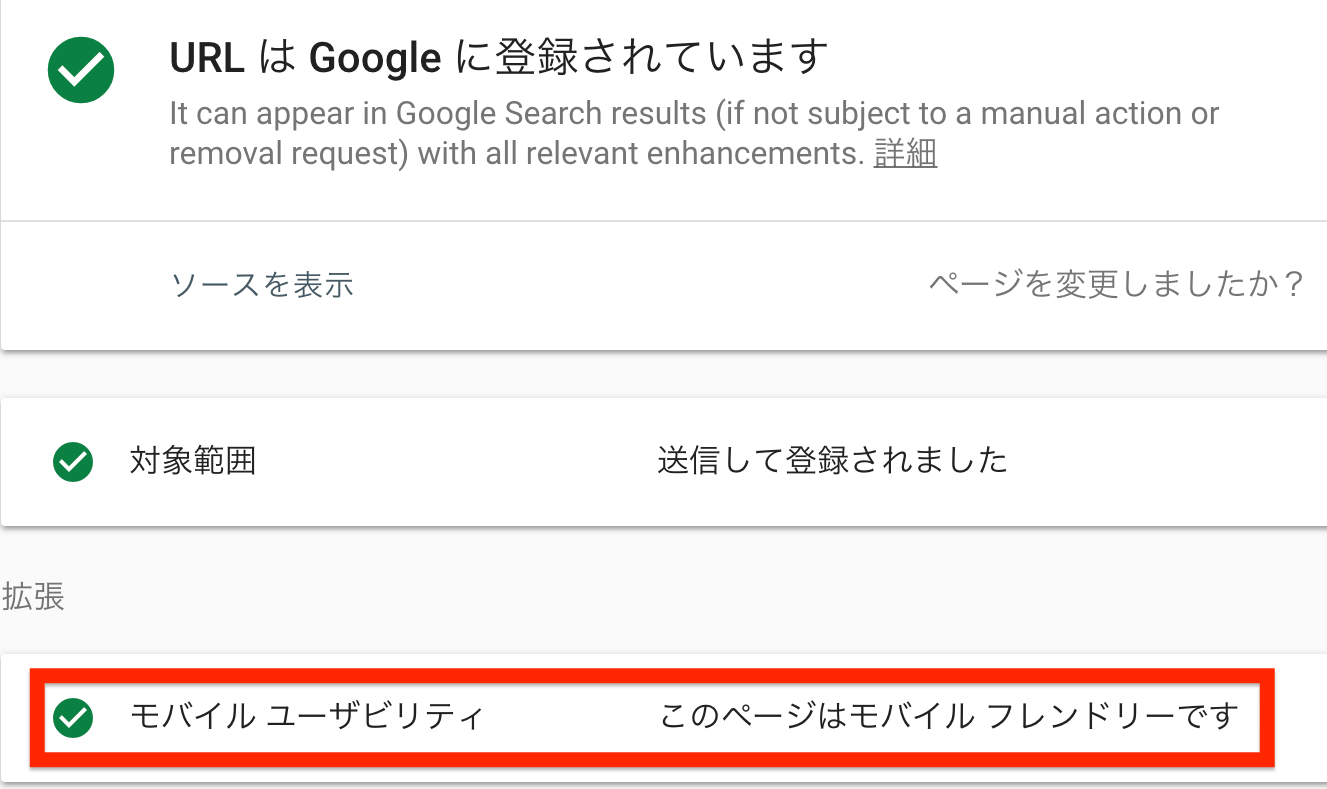 URL は Google に登録されています
It can appear in Google Search results (if not subject to a manual action or
removal request) with all relevant enhancements. 詳細
ソースを表示
ページを変更しましたか？
対象範囲
送信して登録されました
拡張
モバイル ユーザビリティ
このページはモバイル フレンドリーです